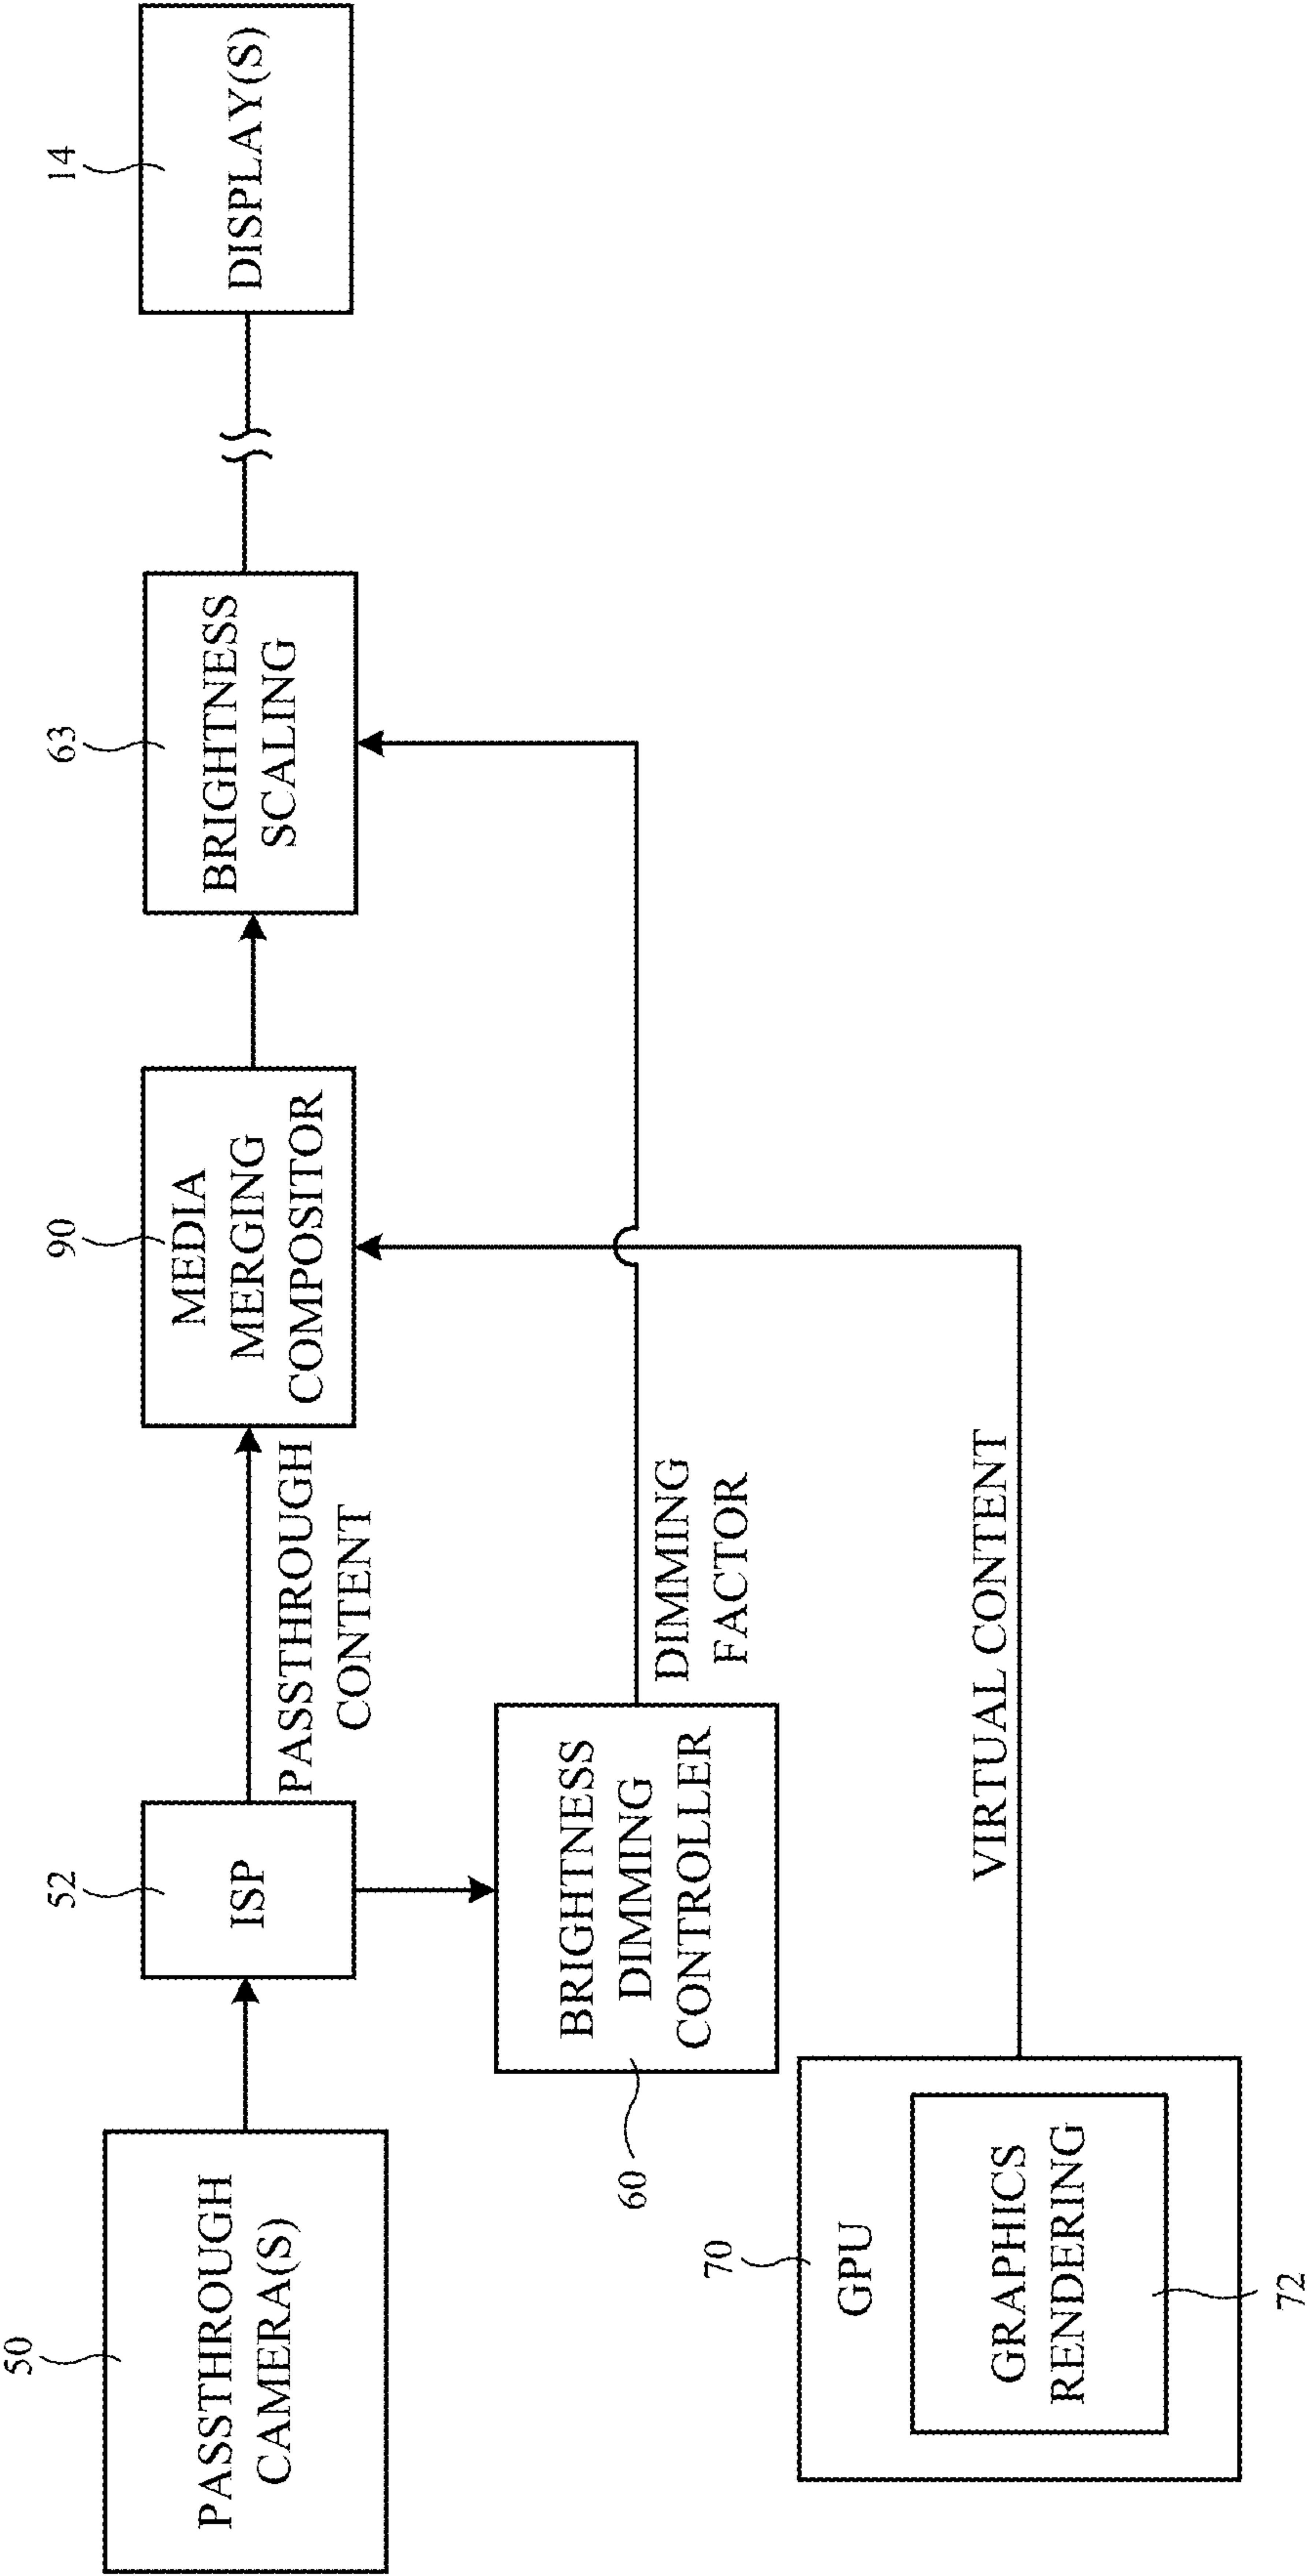 50
PASSTHROUGH
CAMERA(S)
52
ISP
PASSTHROUGH
CONTENT
90
MEDIA
MERGING
COMPOSITOR
63
BRIGHTNESS
SCALING
14
DISPLAY(S)
60
BRIGHTNESS
DIMMING
CONTROLLER
DIMMING
FACTOR
70
GPU
GRAPHICS
RENDERING
72
VIRTUAL CONTENT